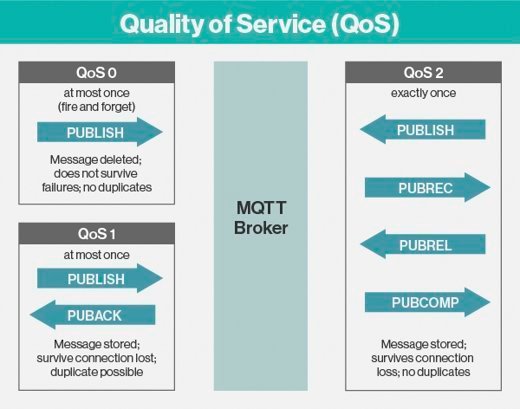 Quality of Service (QoS)
QoS 0
at most once
(fire and forget)
PUBLISH
Message deleted;
does not survive
failures; no duplicates
QoS 1
at most once
PUBLISH
PUBACK
Message stored;
survive connection lost;
duplicate possible
MQTT
Broker
QoS 2
exactly once
PUBLISH
PUBREC
PUBREL
PUBCOMP
Message stored;
survives connection
loss; no duplicates